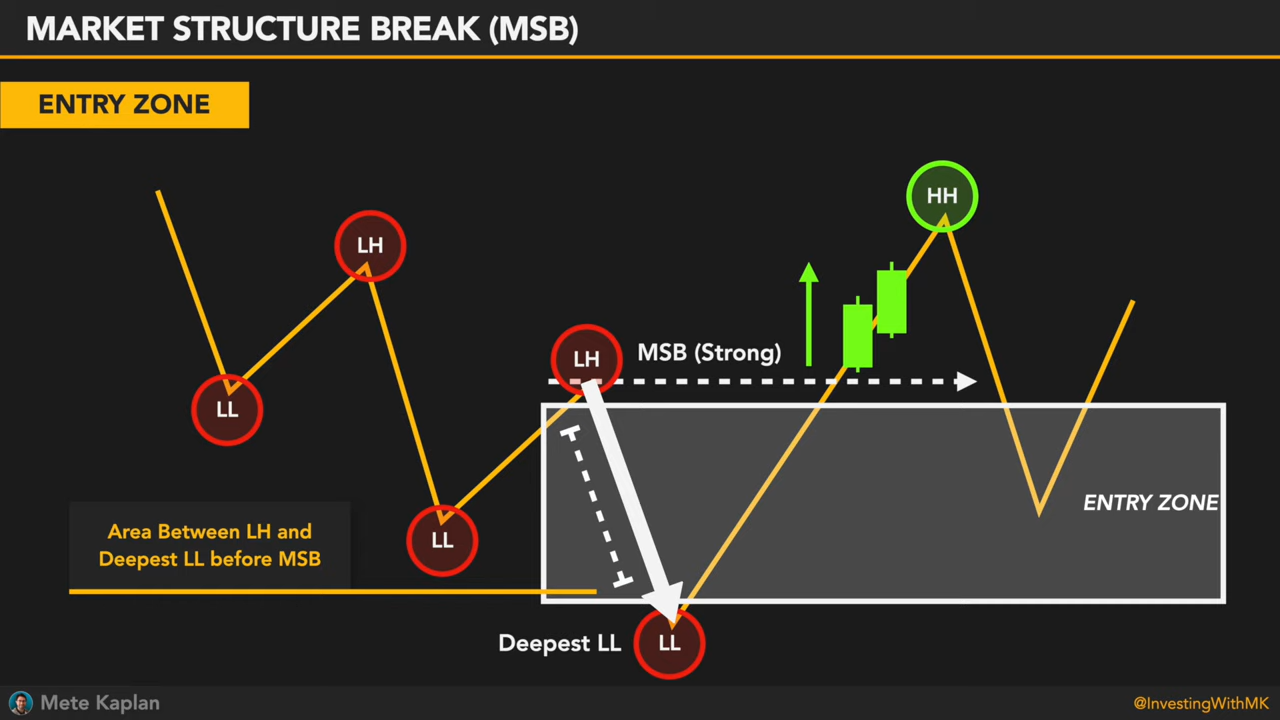 MARKET STRUCTURE BREAK (MSB)
ENTRY ZONE
HH
LH
LH
MSB (Strong)
LL
ENTRY ZONE
Area Between LH and
Deepest LL before MSB
LL
Deepest LL
LL
Mete Kaplan
@InvestingWithMK